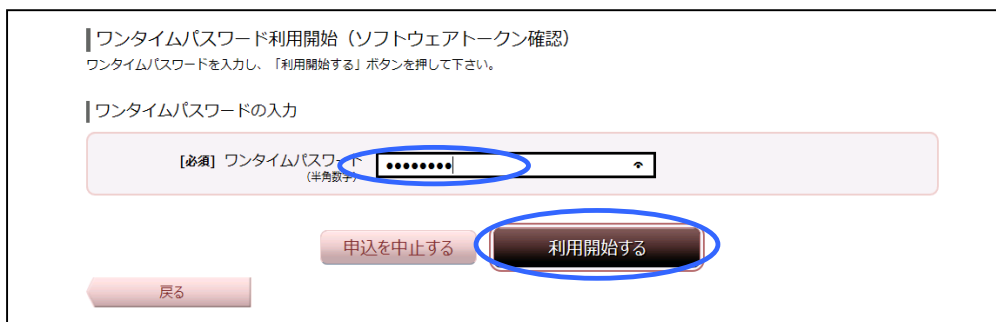 ワンタイムパスワード利用開始（ソフトウェアトークン確認）
ワンタイムパスワードを入力し、「利用開始する」ボタンを押して下さい。
ワンタイムパスワードの入力
[必須] ワンタイムパスワード ●●●●●●●●
（半角数字）
申込を中止する 利用開始する
戻る